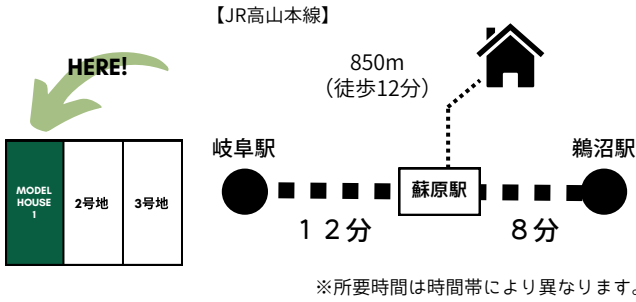 【JR高山本線】
HERE!
850m
（徒歩12分）
岐阜駅
鵜沼駅
蘇原駅
MODEL
HOUSE
1
2号地
3号地
１２分
８分
※所要時間は時間帯により異なります。